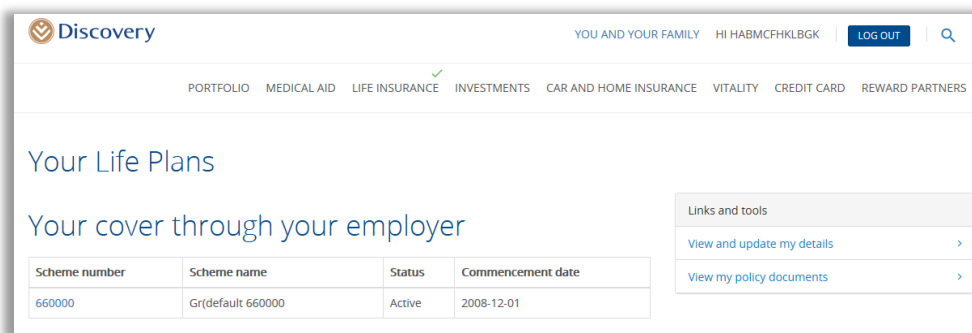 Discovery
YOU AND YOUR FAMILY HI HABMCFHKLBGK LOG OUT
PORTFOLIO MEDICAL AID LIFE INSURANCE INVESTMENTS CAR AND HOME INSURANCE VITALITY CREDIT CARD REWARD PARTNERS
Your Life Plans
Your cover through your employer
Scheme number Scheme name Status Commencement date
660000 Gr(default 660000 Active 2008-12-01
Links and tools
View and update my details
View my policy documents